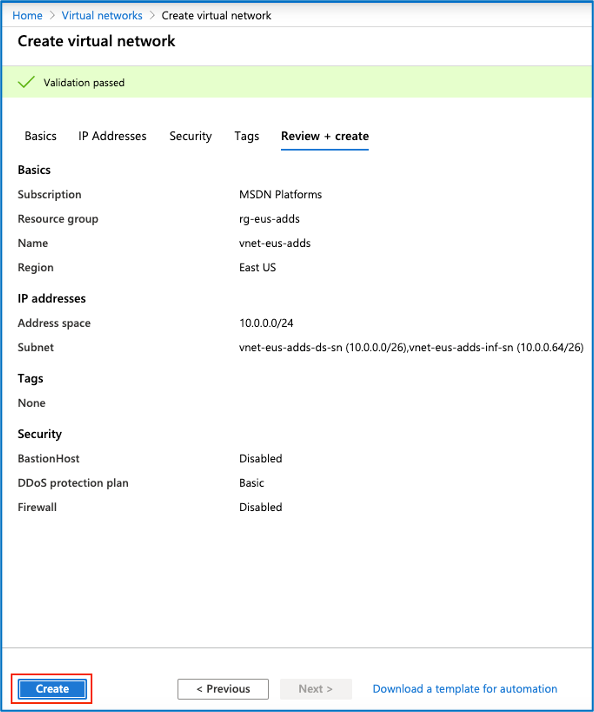 Home > Virtual networks > Create virtual network
Create virtual network
Validation passed
Basics IP Addresses Security Tags Review + create
Basics
Subscription MSDN Platforms
Resource group rg-eus-adds
Name vnet-eus-adds
Region East US
IP addresses
Address space 10.0.0.0/24
Subnet vnet-eus-adds-ds-sn (10.0.0.0/26),vnet-eus-adds-inf-sn (10.0.0.64/26)
Tags
None
Security
BastionHost Disabled
DDoS protection plan Basic
Firewall Disabled
Create < Previous Next > Download a template for automation